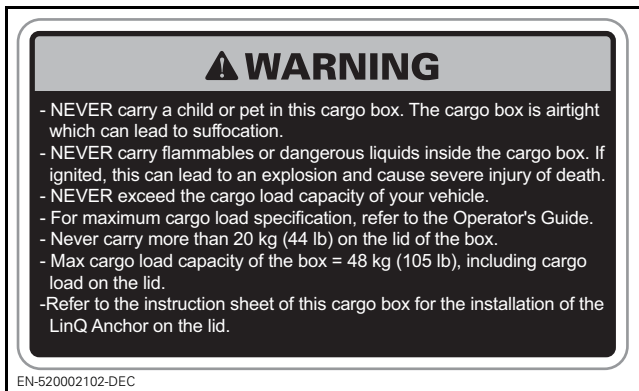 WARNING
- NEVER carry a child or pet in this cargo box. The cargo box is airtight
which can lead to suffocation.
- NEVER carry flammables or dangerous liquids inside the cargo box. If
ignited, this can lead to an explosion and cause severe injury of death.
- NEVER exceed the cargo load capacity of your vehicle.
- For maximum cargo load specification, refer to the Operator's Guide.
- Never carry more than 20 kg (44 lb) on the lid of the box.
- Max cargo load capacity of the box = 48 kg (105 lb), including cargo
load on the lid.
-Refer to the instruction sheet of this cargo box for the installation of the
LinQ Anchor on the lid.
EN-520002102-DEC